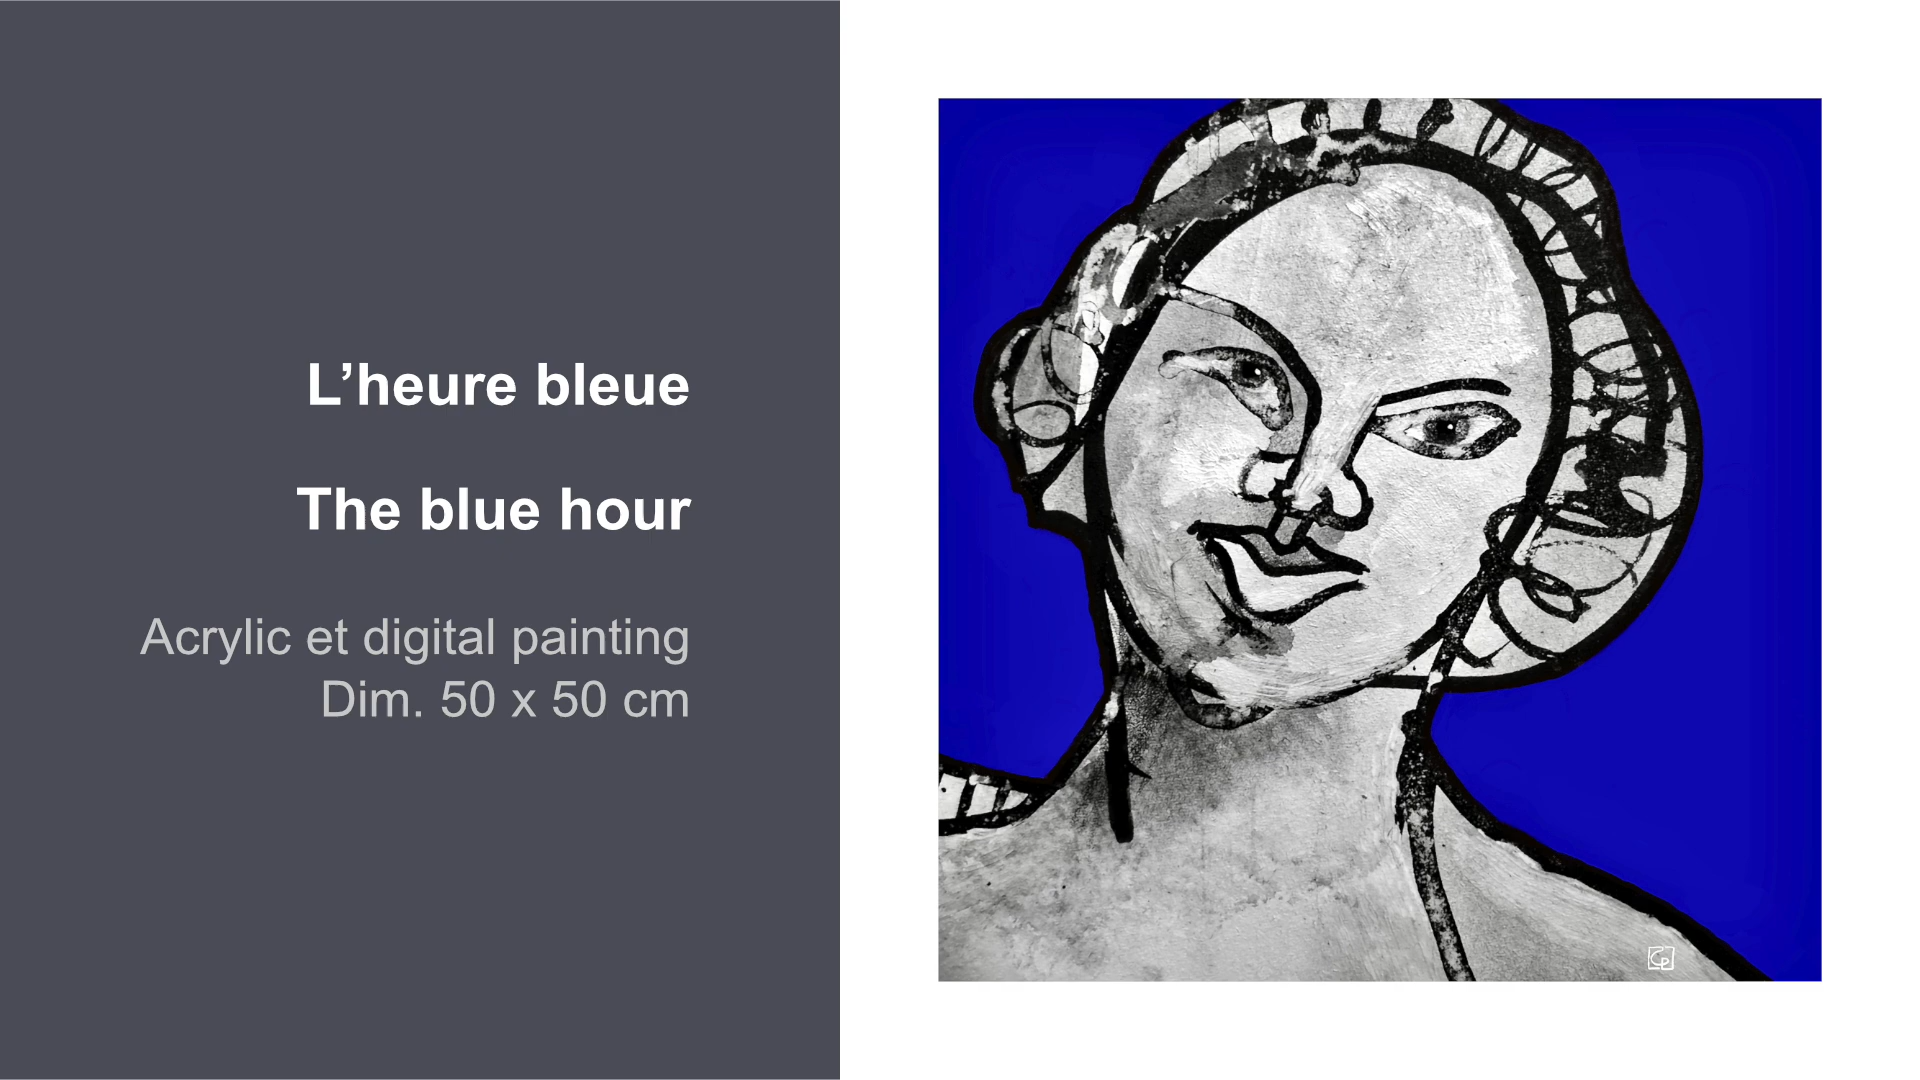 L’heure bleue
The blue hour
Acrylic et digital painting
Dim. 50 x 50 cm